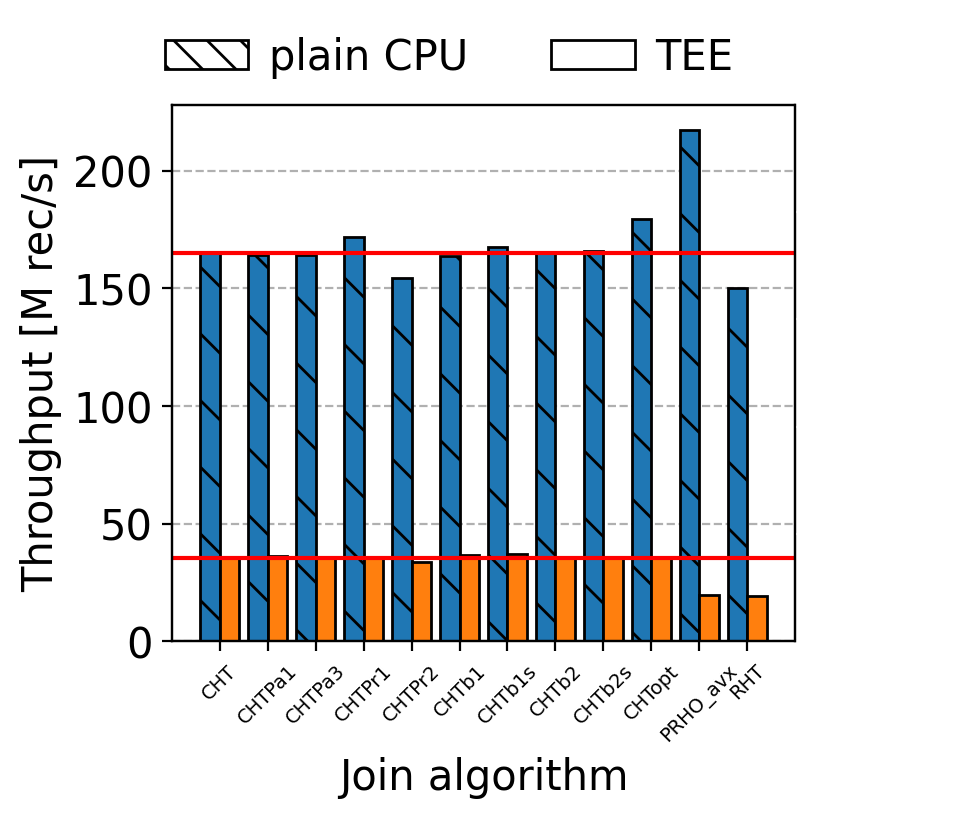 plain CPU TEE
Throughput [M rec/s]
200
150
100
50
0
CHT CHTPa1 CHTPa3 CHTPr1 CHTPr2 CHTb1 CHTb1s CHTb2 CHTb2s CHTopt PRHO_avx RHT
Join algorithm